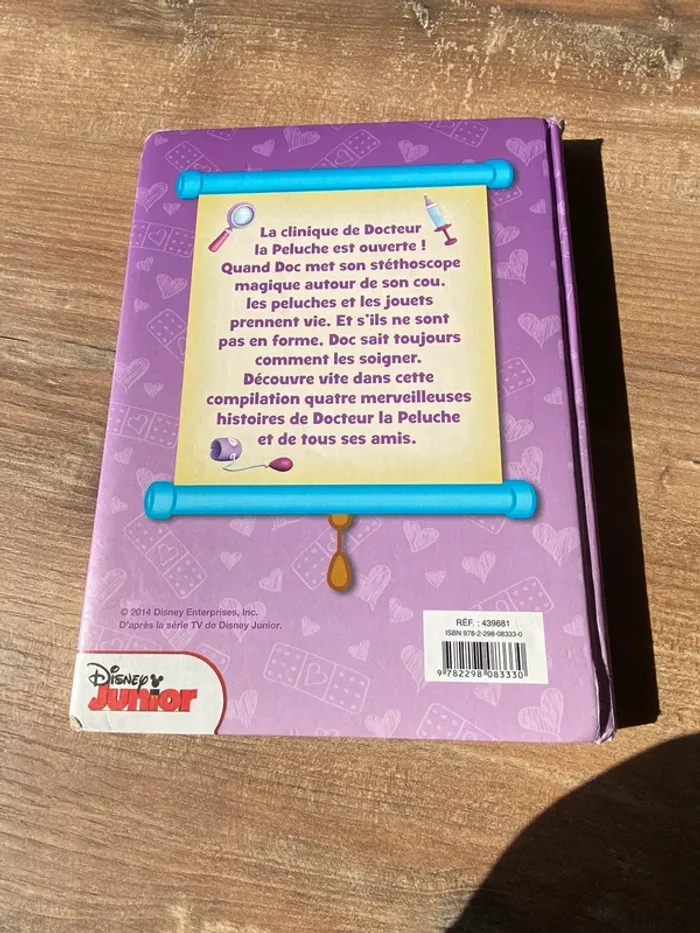 La clinique de Docteur
la Peluche est ouverte !
Quand Doc met son stéthoscope
magique autour de son cou,
les peluches et les jouets
prennent vie. Et s'ils ne sont
pas en forme, Doc sait toujours
comment les soigner.
Découvre vite dans cette
compilation quatre merveilleuses
histoires de Docteur la Peluche
et de tous ses amis.
© 2014 Disney Enterprises, Inc.
D'après la série TV de Disney Junior.
RÉF. : 439681
ISBN 978-2-298-08333-0
9 782298 083330
Disney
Junior